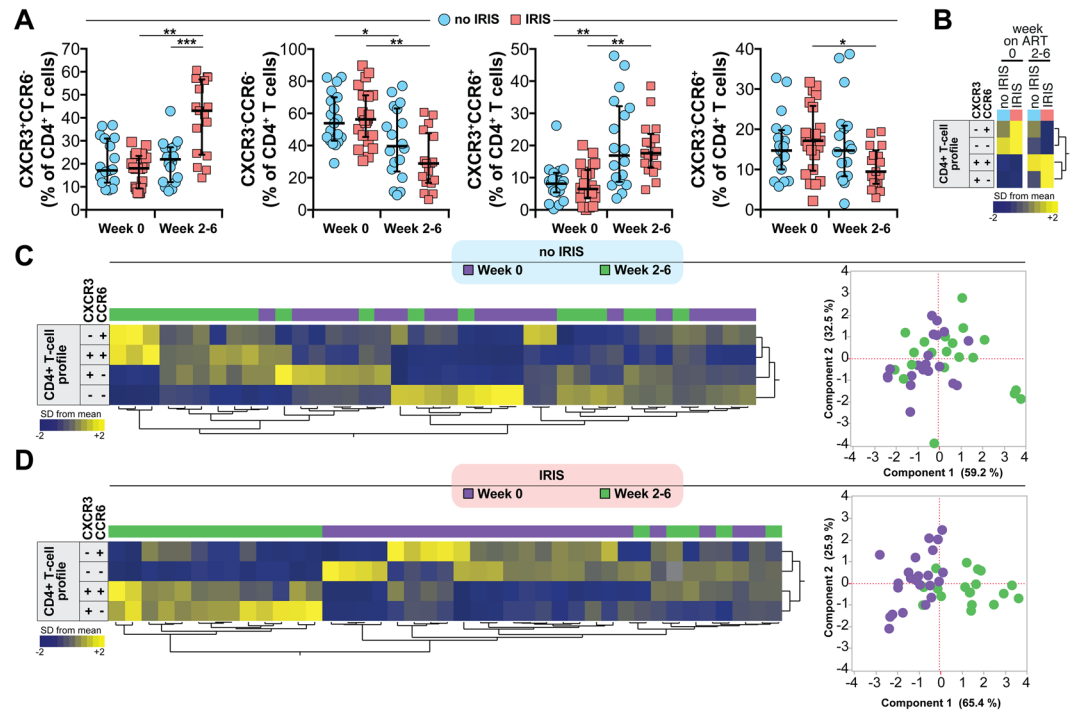 A
no IRIS
IRIS
CXCR3⁺CCR6⁻
(% of CD4⁺ T cells)
**
***
70
60
50
40
30
20
10
0
Week 0
Week 2-6
CXCR3⁻CCR6⁻
(% of CD4⁺ T cells)
*
**
100
80
60
40
20
0
Week 0
Week 2-6
CXCR3⁺CCR6⁺
(% of CD4⁺ T cells)
**
**
50
40
30
20
10
0
Week 0
Week 2-6
CXCR3⁻CCR6⁺
(% of CD4⁺ T cells)
*
40
30
20
10
0
Week 0
Week 2-6
B
week
on ART
0 2-6
no IRIS
IRIS
no IRIS
IRIS
CXCR3
CCR6
CD4+ T-cell
profile
- +
- -
+ +
+ -
SD from mean
-2 +2
C
no IRIS
Week 0
Week 2-6
CXCR3
CCR6
CD4+ T-cell
profile
- +
+ +
+ -
- -
SD from mean
-2 +2
Component 2 (32.5 %)
4
3
2
1
0
-1
-2
-3
-4
4 -3 -2 -1 0 1 2 3 4
Component 1 (59.2 %)
D
IRIS
Week 0
Week 2-6
CXCR3
CCR6
CD4+ T-cell
profile
- +
- -
+ +
+ -
SD from mean
-2 +2
Component 2 (25.9 %)
4
3
2
1
0
-1
-2
-3
-4
-4 -3 -2 -1 0 1 2 3 4
Component 1 (65.4 %)